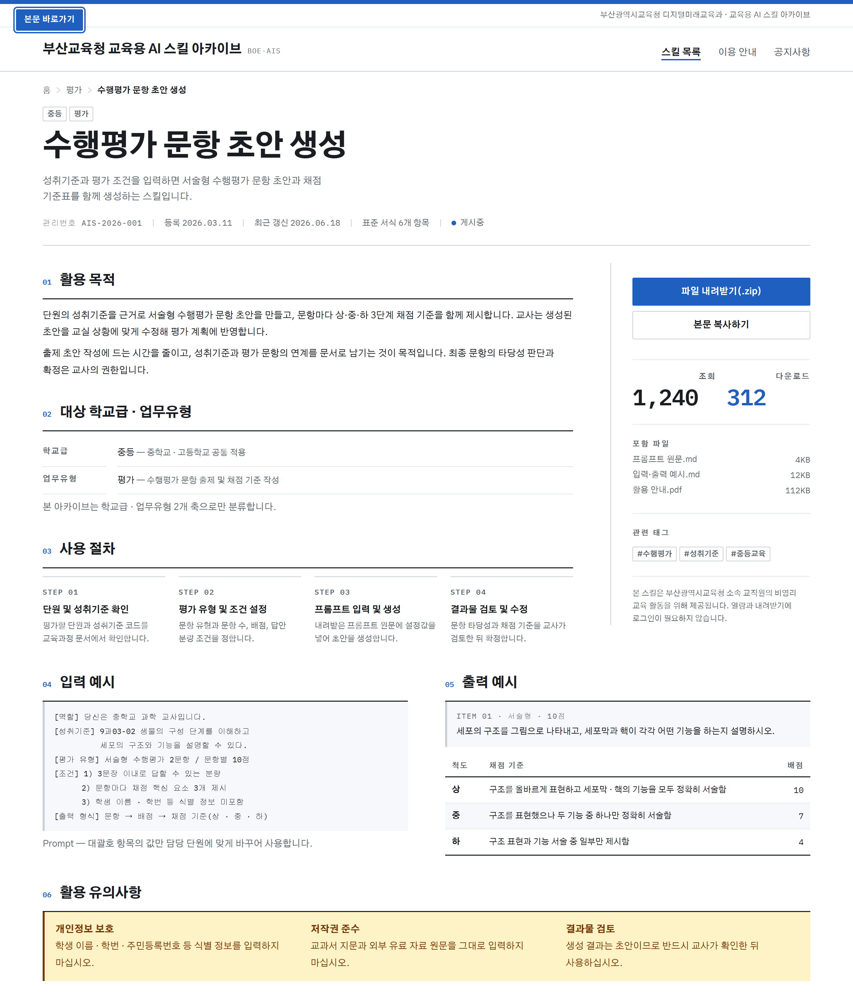 본문 바로가기
부산광역시교육청 디지털미래교육과 · 교육용 AI 스킬 아카이브
부산교육청 교육용 AI 스킬 아카이브 BOE-AIS
스킬 목록 이용 안내 공지사항
홈 > 평가 > 수행평가 문항 초안 생성
중등 평가
수행평가 문항 초안 생성
성취기준과 평가 조건을 입력하면 서술형 수행평가 문항 초안과 채점
기준표를 함께 생성하는 스킬입니다.
관리번호 AIS-2026-001 | 등록 2026.03.11 | 최근 갱신 2026.06.18 | 표준 서식 6개 항목 | 게시중
01 활용 목적
단원의 성취기준을 근거로 서술형 수행평가 문항 초안을 만들고, 문항마다 상·중·하 3단계 채점 기준을 함께 제시합니다. 교사는 생성된
초안을 교실 상황에 맞게 수정해 평가 계획에 반영합니다.
출제 초안 작성에 드는 시간을 줄이고, 성취기준과 평가 문항의 연계를 문서로 남기는 것이 목적입니다. 최종 문항의 타당성 판단과
확정은 교사의 권한입니다.
02 대상 학교급 · 업무유형
학교급 중등 — 중학교 · 고등학교 공통 적용
업무유형 평가 — 수행평가 문항 출제 및 채점 기준 작성
본 아카이브는 학교급 · 업무유형 2개 축으로만 분류합니다.
03 사용 절차
STEP 01
단원 및 성취기준 확인
평가할 단원과 성취기준 코드를
교육과정 문서에서 확인합니다.
STEP 02
평가 유형 및 조건 설정
문항 유형과 문항 수, 배점, 답안
분량 조건을 정합니다.
STEP 03
프롬프트 입력 및 생성
내려받은 프롬프트 원문에 설정값을
넣어 초안을 생성합니다.
STEP 04
결과물 검토 및 수정
문항 타당성과 채점 기준을 교사가
검토한 뒤 확정합니다.
파일 내려받기(.zip)
본문 복사하기
조회 다운로드
1,240 312
포함 파일
프롬프트 원문.md 4KB
입력·출력 예시.md 12KB
활용 안내.pdf 112KB
관련 태그
#수행평가 #성취기준 #중등교육
본 스킬은 부산광역시교육청 소속 교직원의 비영리
교육 활동을 위해 제공됩니다. 열람과 내려받기에
로그인이 필요하지 않습니다.
04 입력 예시
[역할] 당신은 중학교 과학 교사입니다.
[성취기준] 9과03-02 생물의 구성 단계를 이해하고
세포의 구조와 기능을 설명할 수 있다.
[평가 유형] 서술형 수행평가 2문항 / 문항별 10점
[조건] 1) 3문장 이내로 답할 수 있는 분량
2) 문항마다 채점 핵심 요소 3개 제시
3) 학생 이름 · 학번 등 식별 정보 미포함
[출력 형식] 문항 → 배점 → 채점 기준(상 · 중 · 하)
Prompt — 대괄호 항목의 값만 담당 단원에 맞게 바꾸어 사용합니다.
05 출력 예시
ITEM 01 · 서술형 · 10점
세포의 구조를 그림으로 나타내고, 세포막과 핵이 각각 어떤 기능을 하는지 설명하시오.
척도 채점 기준 배점
상 구조를 올바르게 표현하고 세포막 · 핵의 기능을 모두 정확히 서술함 10
중 구조를 표현했으나 두 기능 중 하나만 정확히 서술함 7
하 구조 표현과 기능 서술 중 일부만 제시함 4
06 활용 유의사항
개인정보 보호
학생 이름 · 학번 · 주민등록번호 등 식별 정보를 입력하지
마십시오.
저작권 준수
교과서 지문과 외부 유료 자료 원문을 그대로 입력하지
마십시오.
결과물 검토
생성 결과는 초안이므로 반드시 교사가 확인한 뒤
사용하십시오.